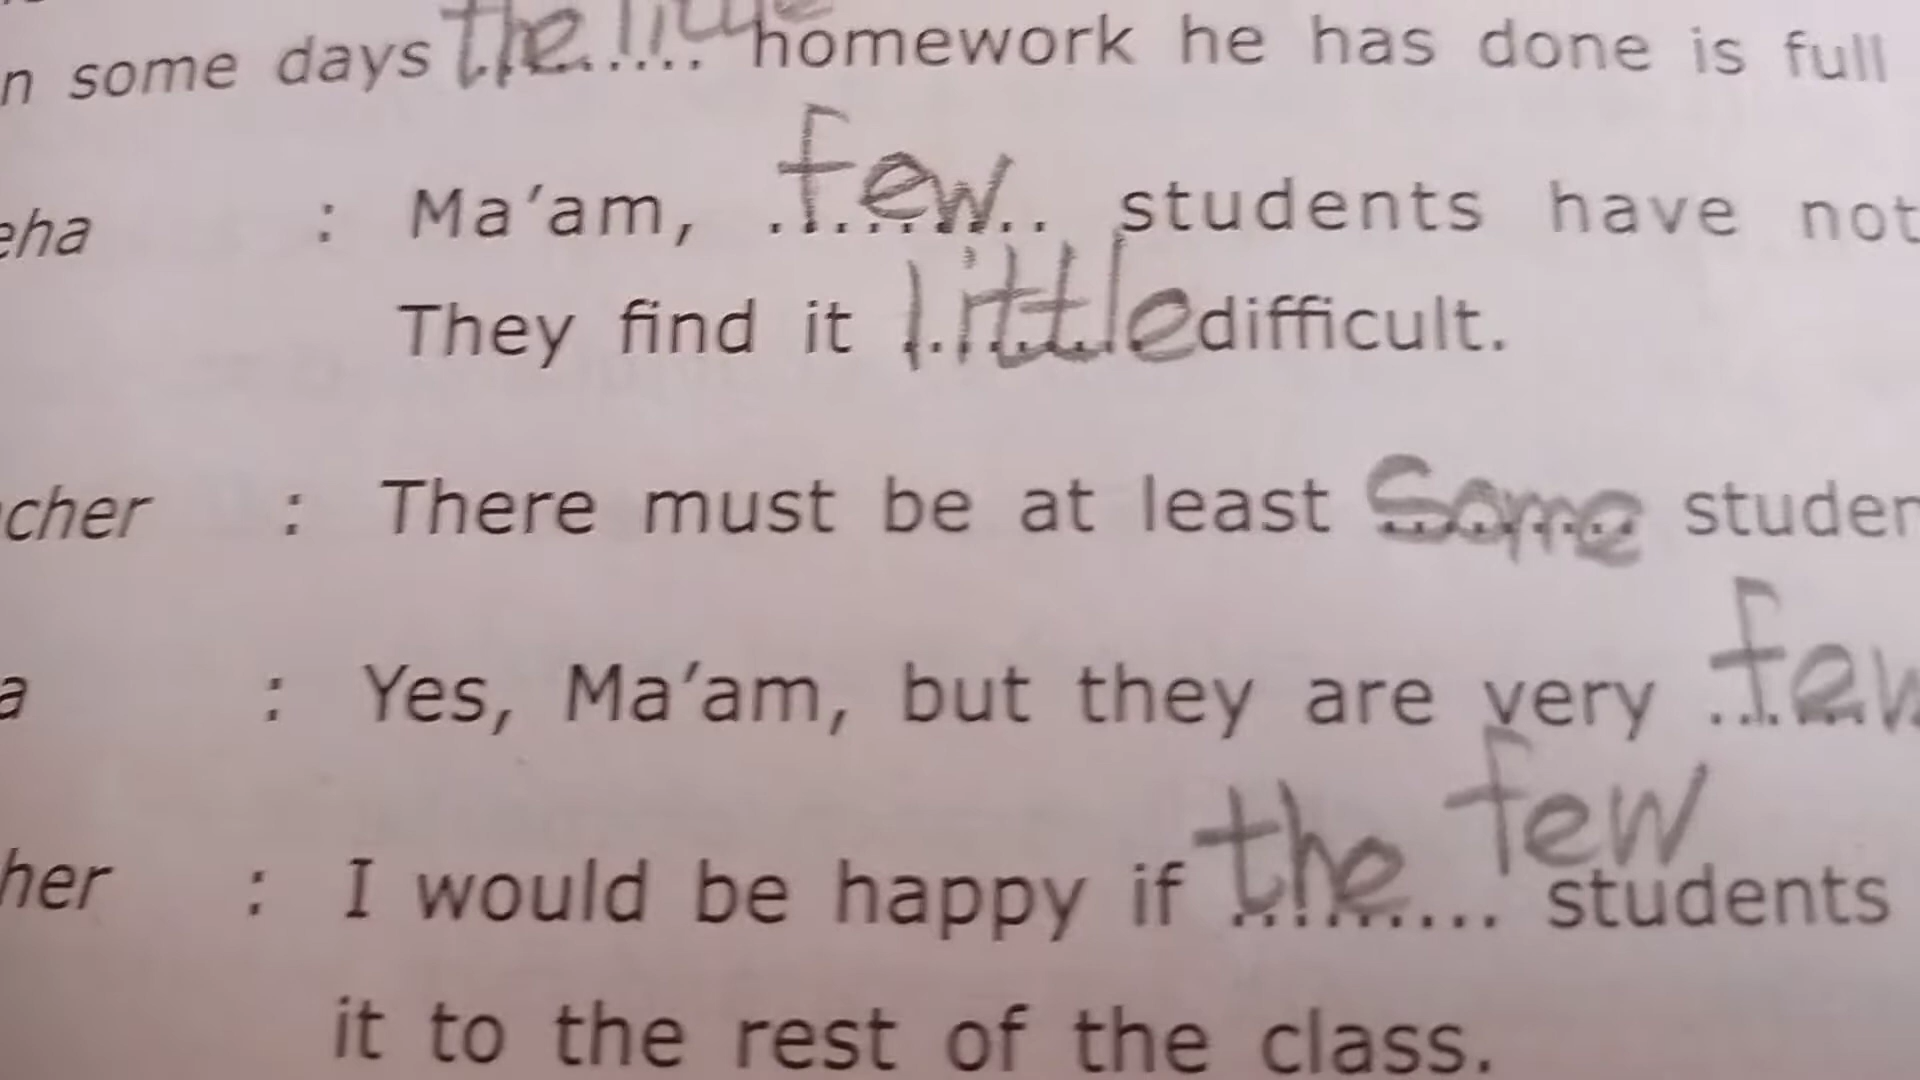 n some days the little homework he has done is full
eha : Ma'am, few students have not
They find it little difficult.
cher : There must be at least Some studen
a : Yes, Ma'am, but they are very few
her : I would be happy if the few students
it to the rest of the class.